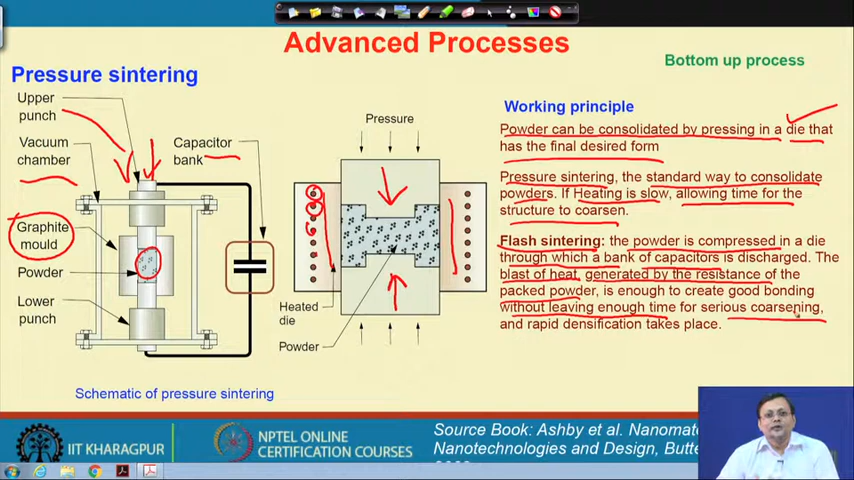 Advanced Processes
Bottom up process
Pressure sintering
Upper
punch
Vacuum
chamber
Graphite
mould
Powder
Lower
punch
Capacitor
bank
Schematic of pressure sintering
Pressure
Heated
die
Powder
Working principle
Powder can be consolidated by pressing in a die that
has the final desired form
Pressure sintering, the standard way to consolidate
powders. If Heating is slow, allowing time for the
structure to coarsen.
Flash sintering: the powder is compressed in a die
through which a bank of capacitors is discharged. The
blast of heat, generated by the resistance of the
packed powder, is enough to create good bonding
without leaving enough time for serious coarsening,
and rapid densification takes place.
IIT KHARAGPUR
NPTEL ONLINE
CERTIFICATION COURSES
Source Book: Ashby et al. Nanomate
Nanotechnologies and Design, Butte